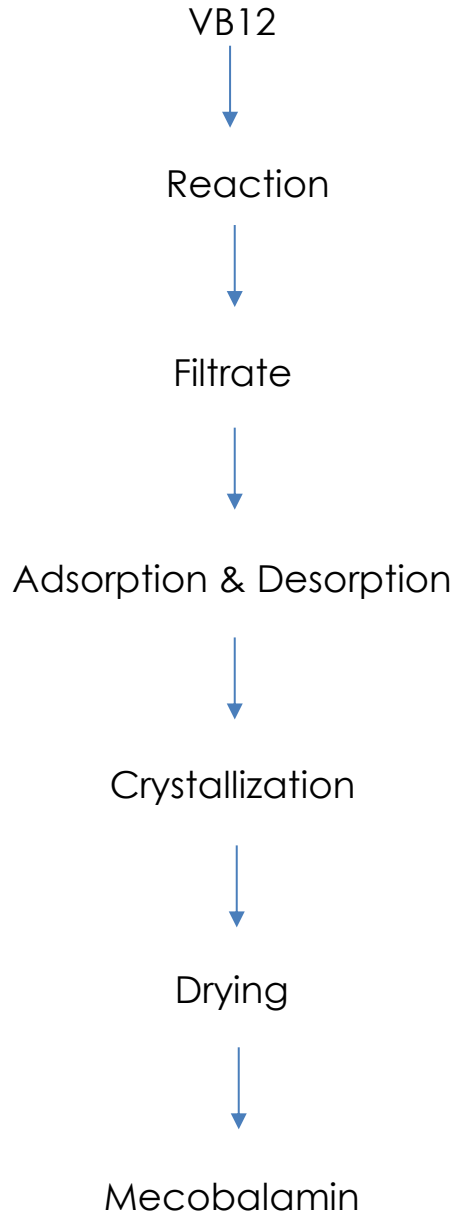 VB12
Reaction
Filtrate
Adsorption & Desorption
Crystallization
Drying
Mecobalamin